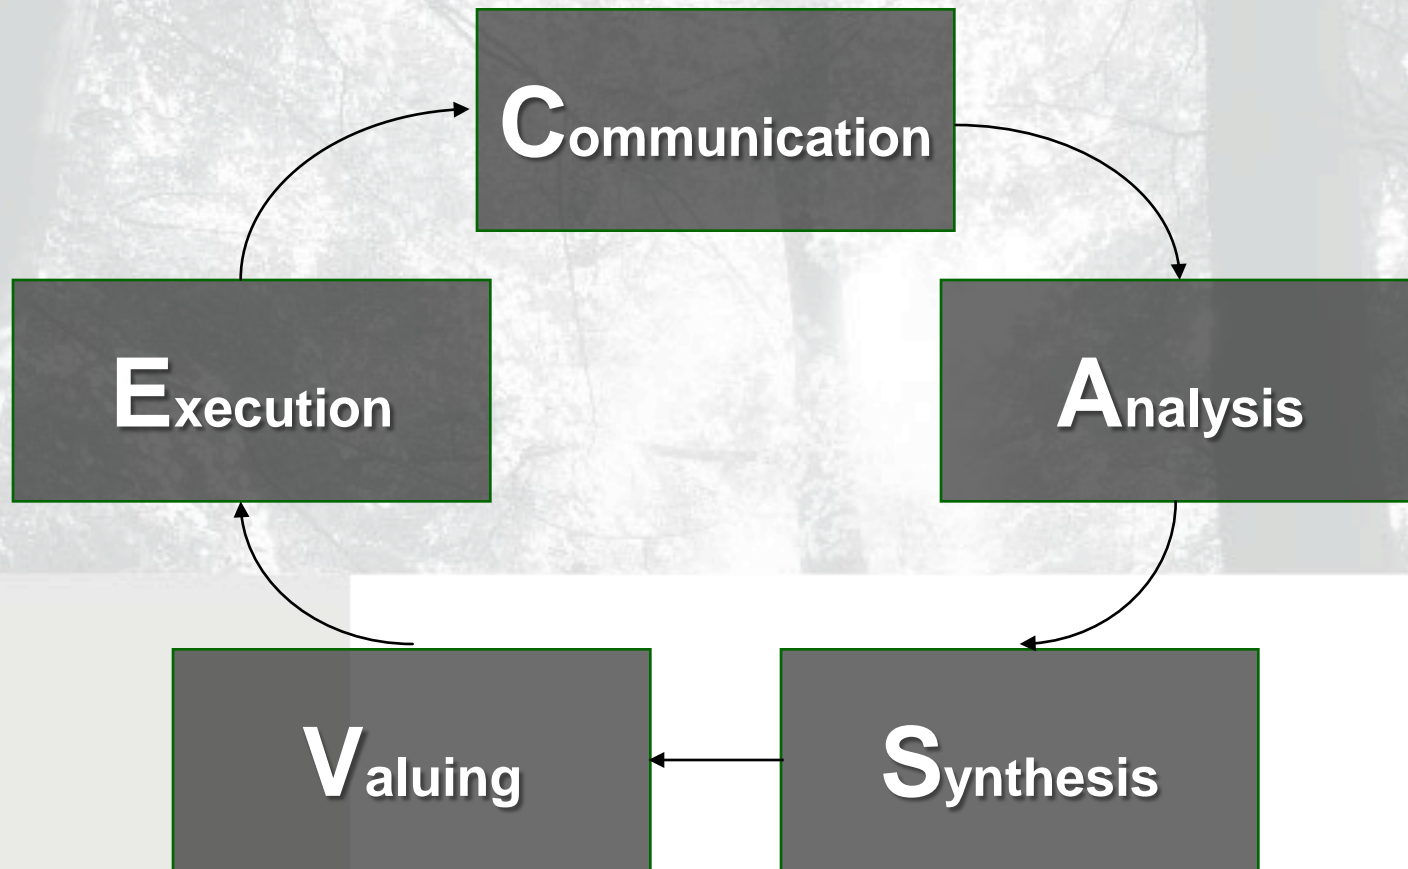 Communication
Analysis
Synthesis
Valuing
Execution